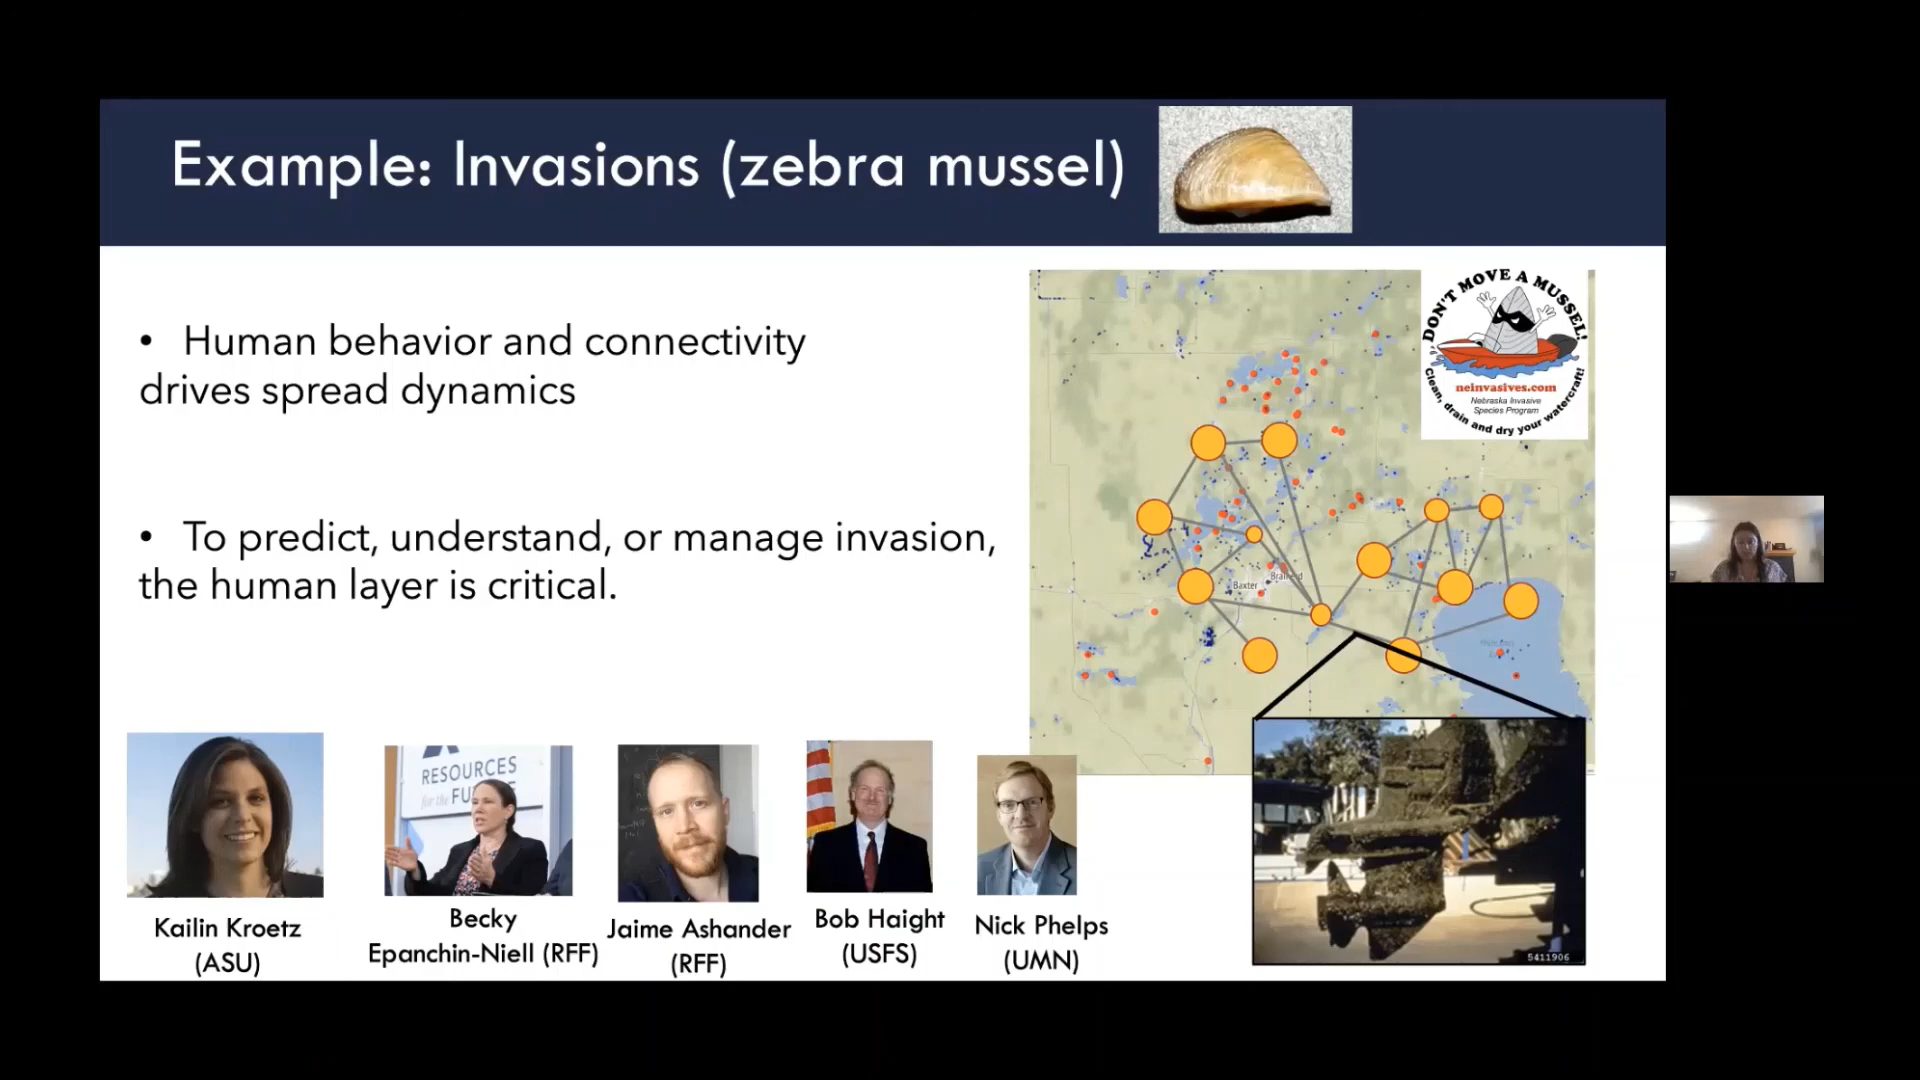 Example: Invasions (zebra mussel)
• Human behavior and connectivity
drives spread dynamics
• To predict, understand, or manage invasion,
the human layer is critical.
DON'T MOVE A MUSSEL!
neinvasives.com
Nebraska Invasive
Species Program
Clean, drain and dry your watercraft!
Baxter
RESOURCES
for the
5411906
Kailin Kroetz
(ASU)
Becky
Epanchin-Niell (RFF)
Jaime Ashander
(RFF)
Bob Haight
(USFS)
Nick Phelps
(UMN)